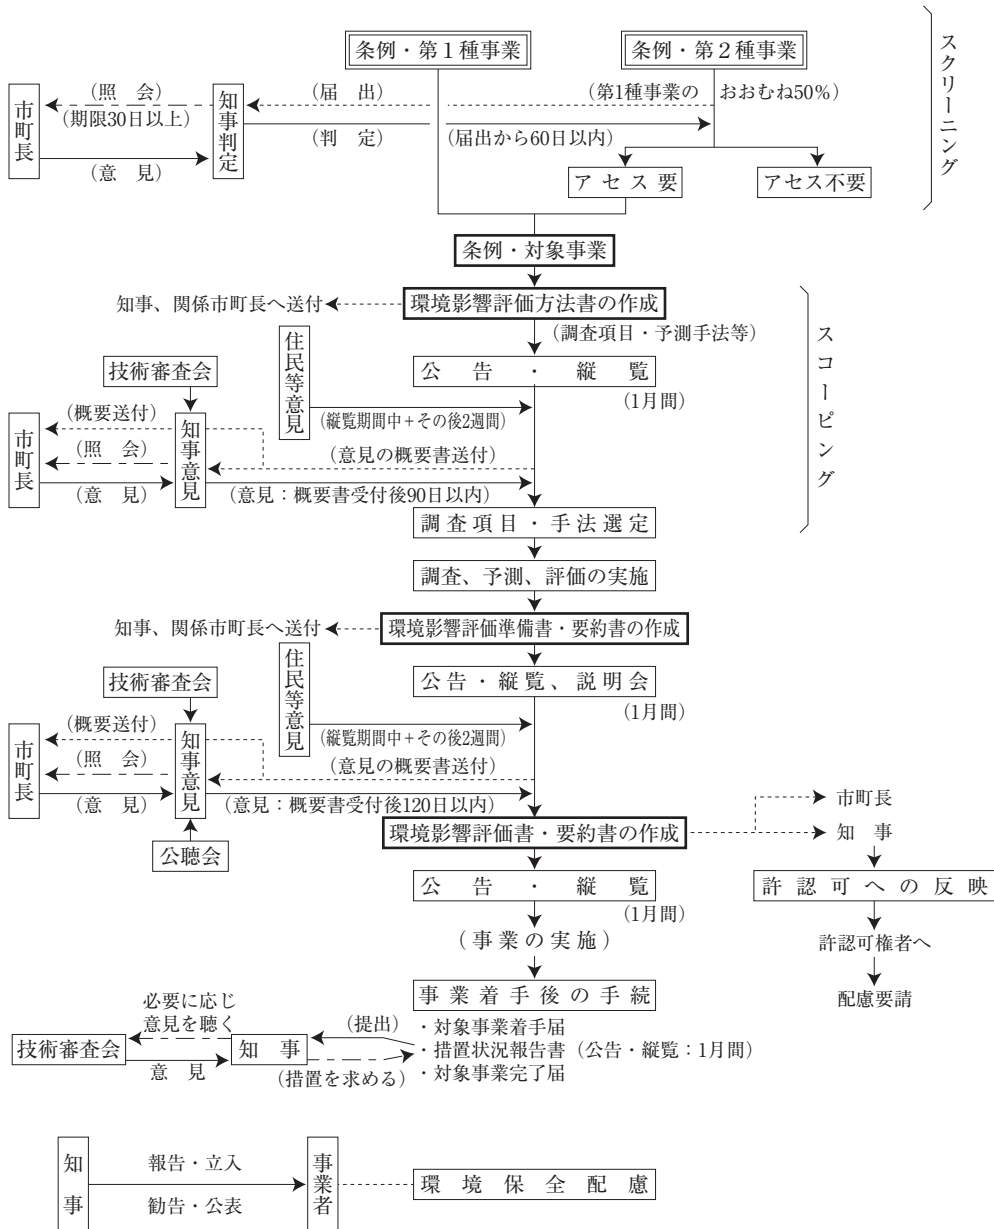 条例・第1種事業
条例・第2種事業
スクリーニング
市町長
（照　会）
（期限30日以上）
（意　見）
知事判定
（届　出）
（第1種事業の　おおむね50%）
（判　定）
（届出から60日以内）
アセス要
アセス不要
条例・対象事業
知事、関係市町長へ送付
環境影響評価方法書の作成
（調査項目・予測手法等）
スコーピング
住民等意見
技術審査会
公告・縦覧
（1月間）
（縦覧期間中＋その後2週間）
市町長
（概要送付）
（照　会）
（意　見）
知事意見
（意見の概要書送付）
（意見：概要書受付後90日以内）
調査項目・手法選定
調査、予測、評価の実施
知事、関係市町長へ送付
環境影響評価準備書・要約書の作成
住民等意見
技術審査会
公告・縦覧、説明会
（1月間）
（縦覧期間中＋その後2週間）
市町長
（概要送付）
（照　会）
（意　見）
知事意見
（意見の概要書送付）
（意見：概要書受付後120日以内）
公聴会
環境影響評価書・要約書の作成
市町長
知　事
公告・縦覧
（1月間）
許認可への反映
（事業の実施）
許認可権者へ
配慮要請
事業着手後の手続
必要に応じ
意見を聴く
技術審査会
意　見
知　事
（提出）
（措置を求める）
・対象事業着手届
・措置状況報告書（公告・縦覧：1月間）
・対象事業完了届
知事
報告・立入
勧告・公表
事業者
環境保全配慮